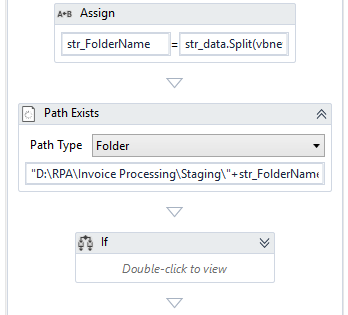 A+B Assign
str_FolderName = str_data.Split(vbne
Path Exists
Path Type Folder
"D:\RPA\Invoice Processing\Staging\"+str_FolderName
If
Double-click to view